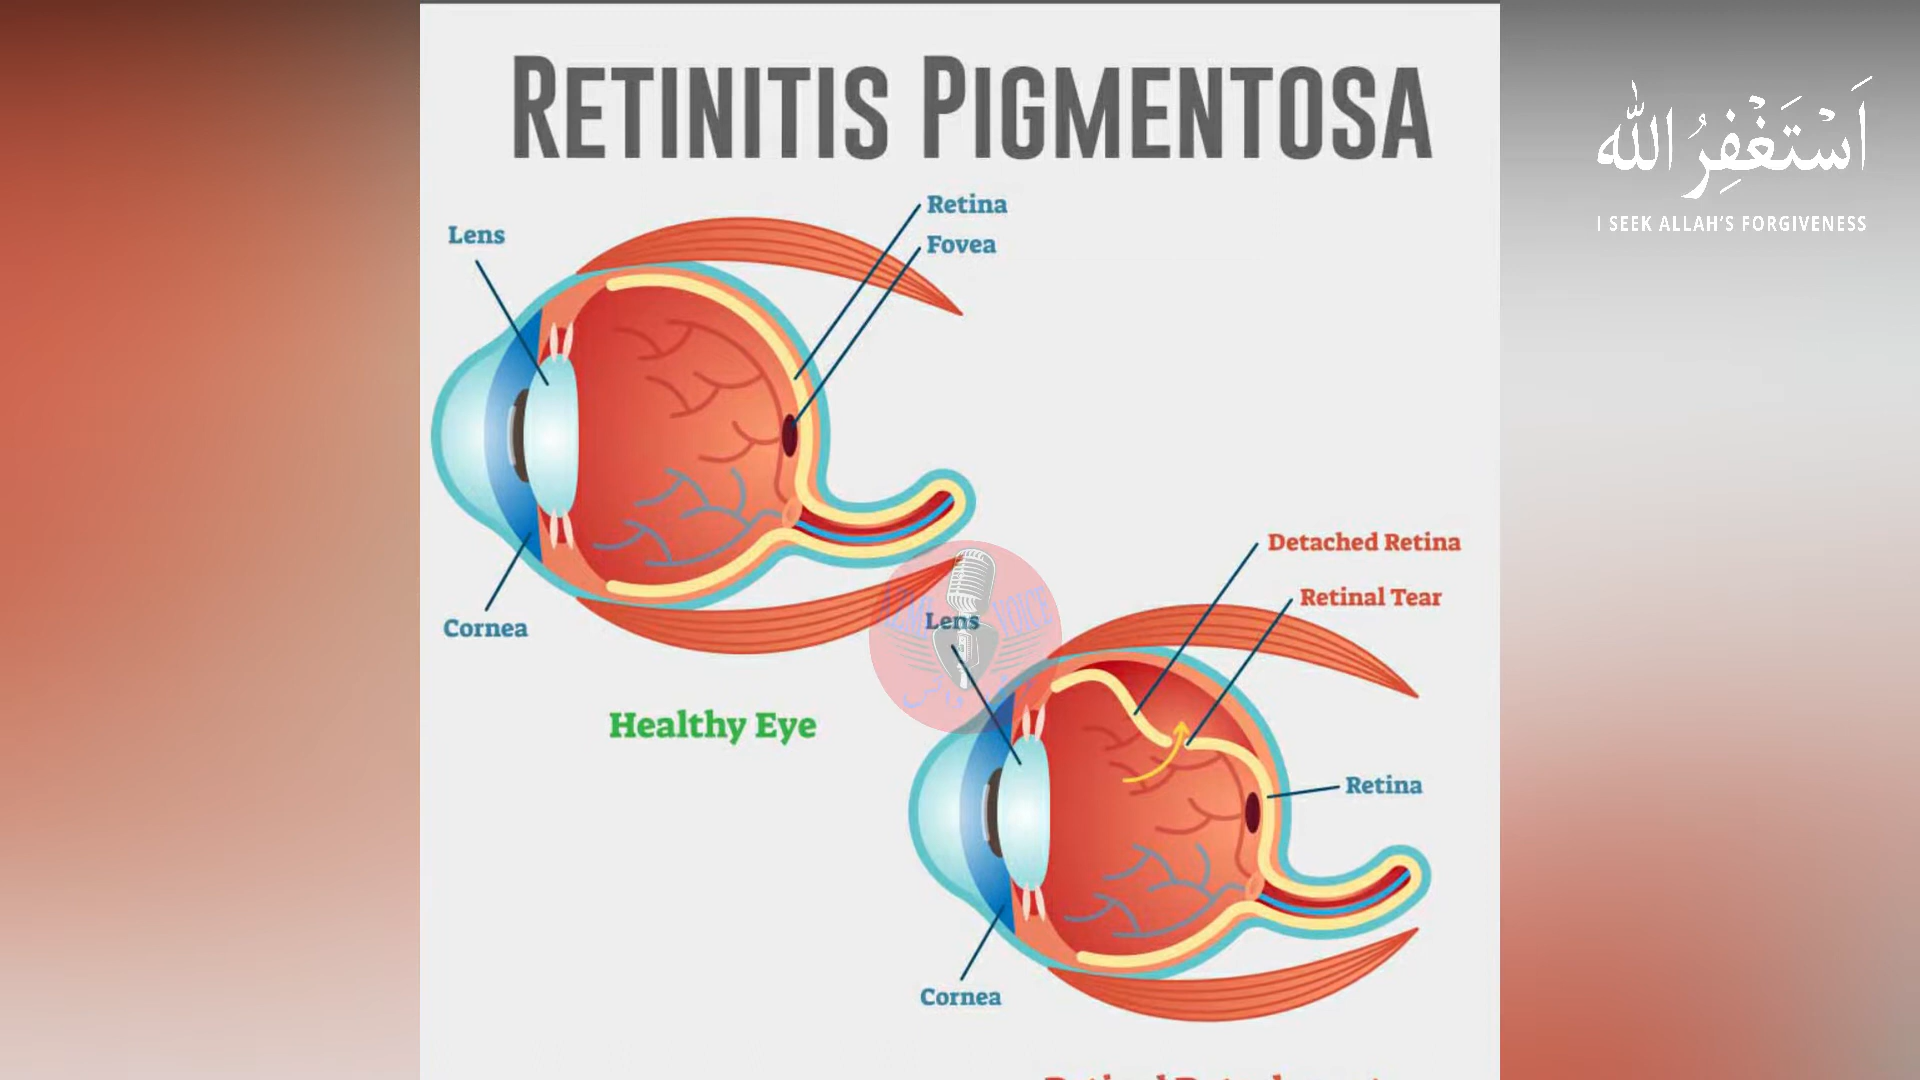 RETINITIS PIGMENTOSA
أَسْتَغْفِرُ الله
I SEEK ALLAH'S FORGIVENESS
Retina
Lens
Fovea
Cornea
Healthy Eye
Detached Retina
Retinal Tear
VOICE
Lens
Retina
Cornea